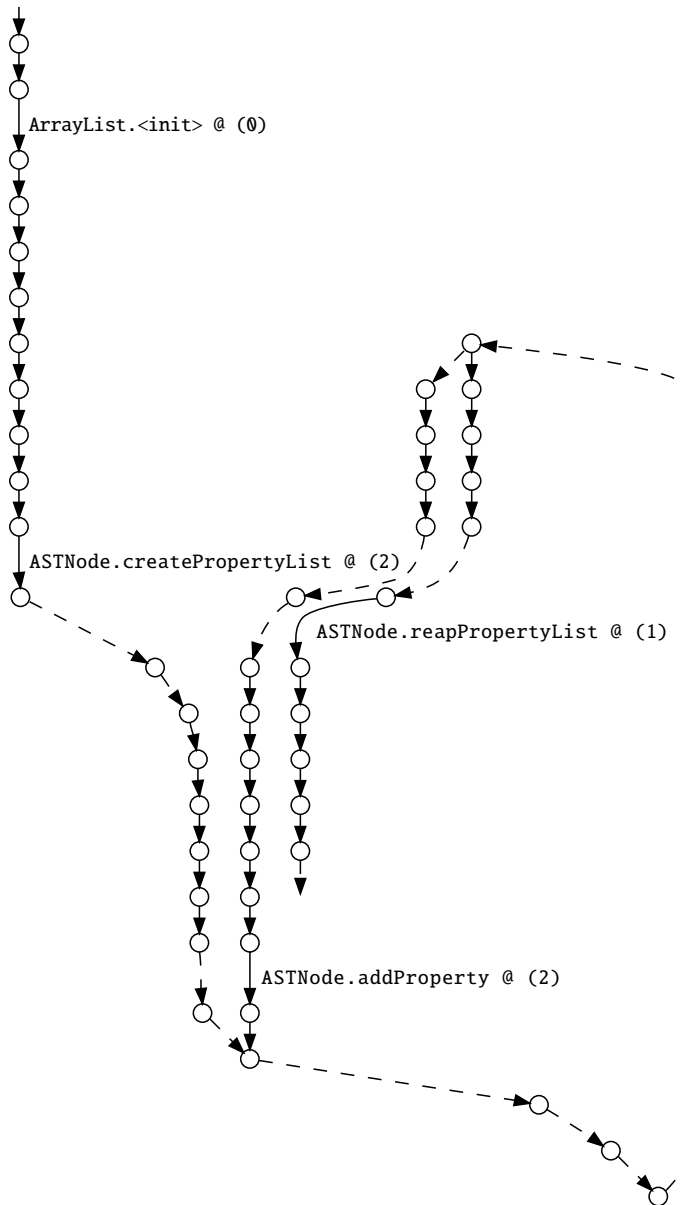 ArrayList.<init> @ (0)
ASTNode.createPropertyList @ (2)
ASTNode.reapPropertyList @ (1)
ASTNode.addProperty @ (2)